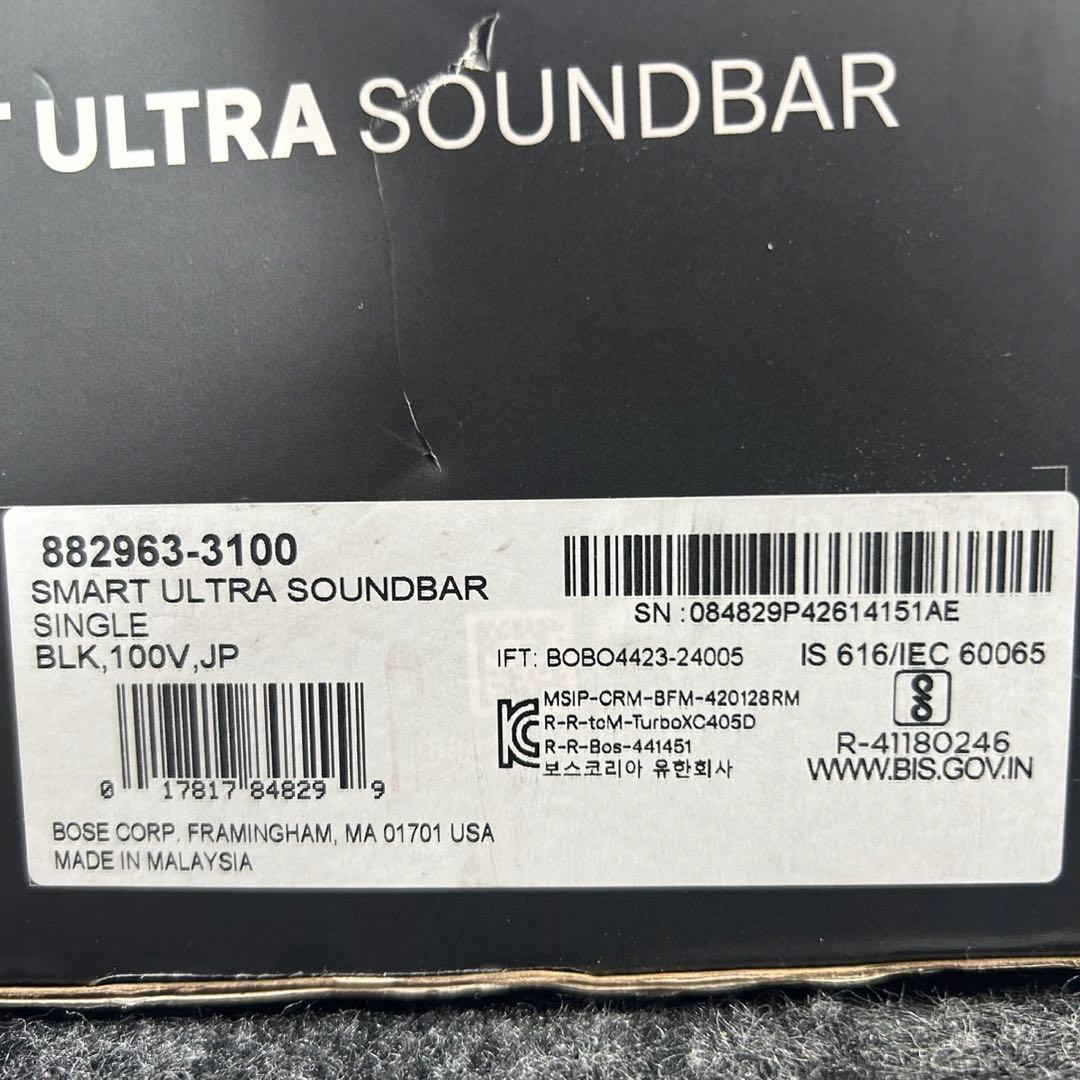 ULTRA SOUNDBAR
882963-3100
SMART ULTRA SOUNDBAR
SINGLE
BLK,100V,JP
0 17817 84829 9
BOSE CORP. FRAMINGHAM, MA 01701 USA
MADE IN MALAYSIA
SN:084829P42614151AE
IFT: BOBO4423-24005
IS 616/IEC 60065
MSIP-CRM-BFM-420128RM
R-R-tcM-TurboXC405D
R-R-Bos-441451
보스코리아 유한회사
R-41180246
WWW.BIS.GOV.IN